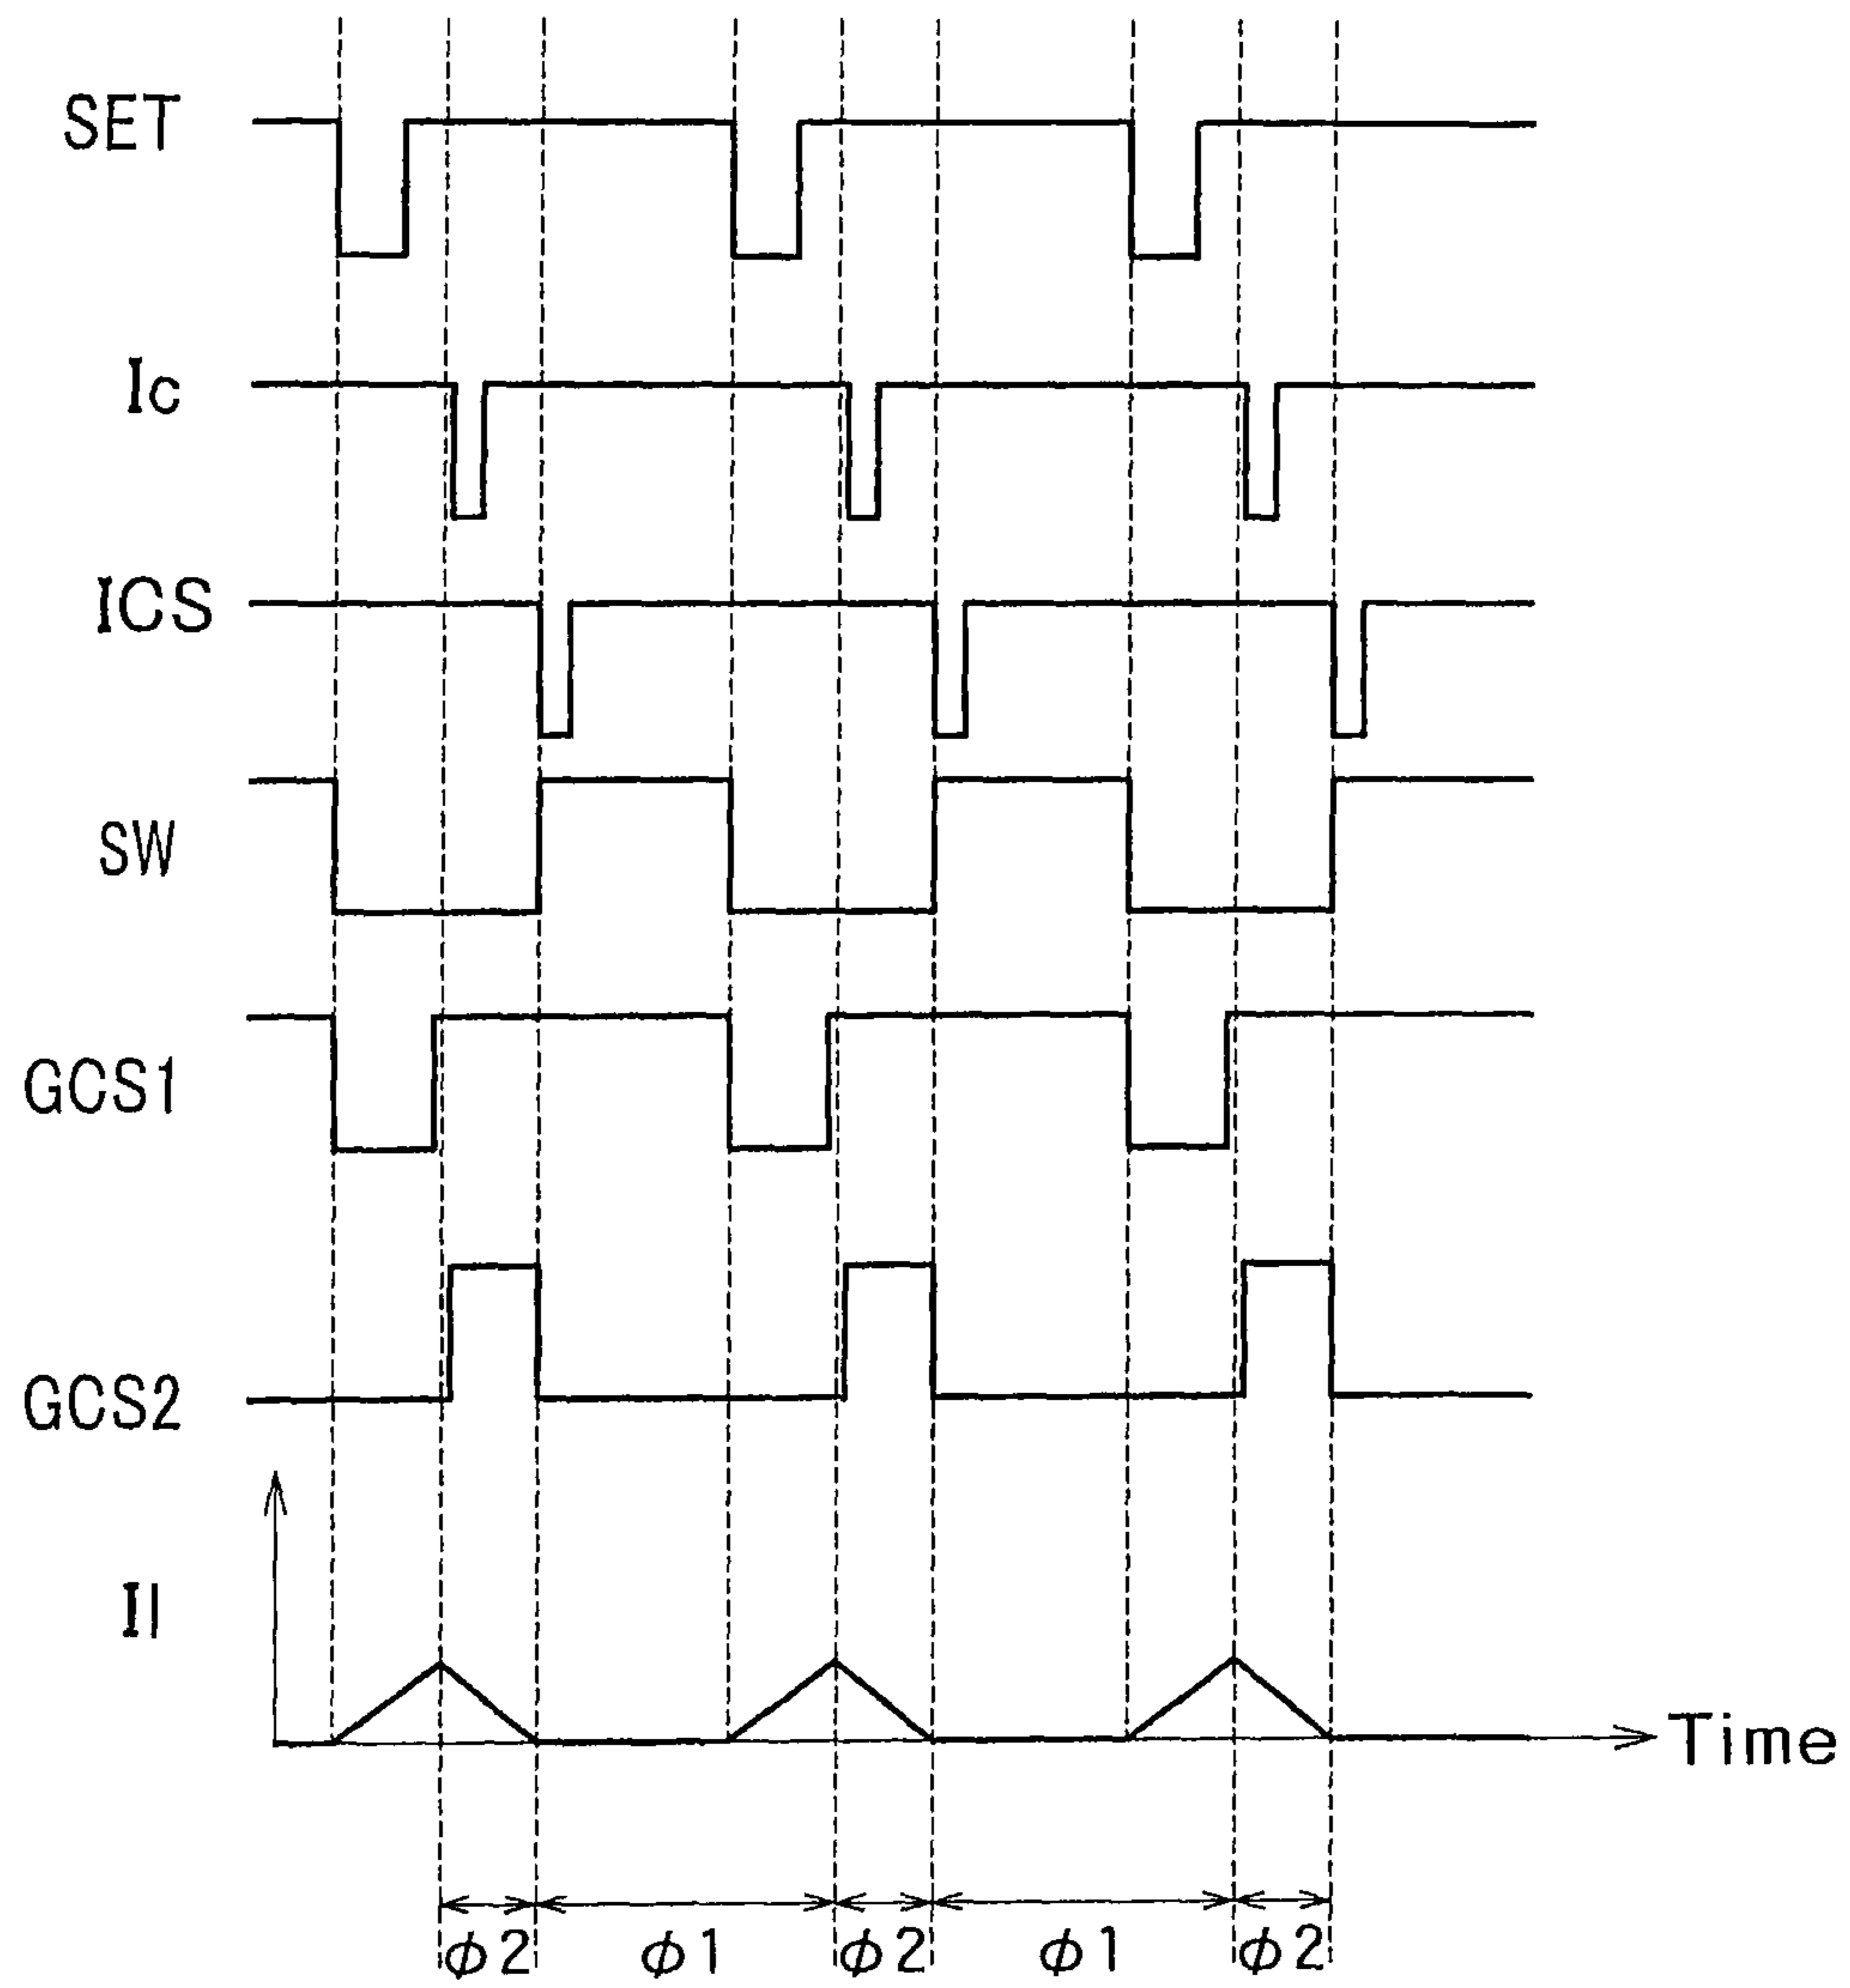 SET
Ic
ICS
SW
GCS1
GCS2
Il
Time
ϕ2 ϕ1 ϕ2 ϕ1 ϕ2